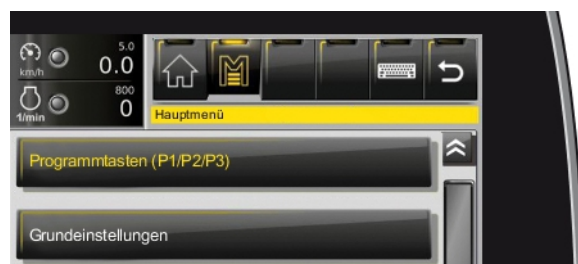 5.0
km/h 0.0
800
1/min 0
M
Hauptmenü
Programmtasten (P1/P2/P3)
Grundeinstellungen